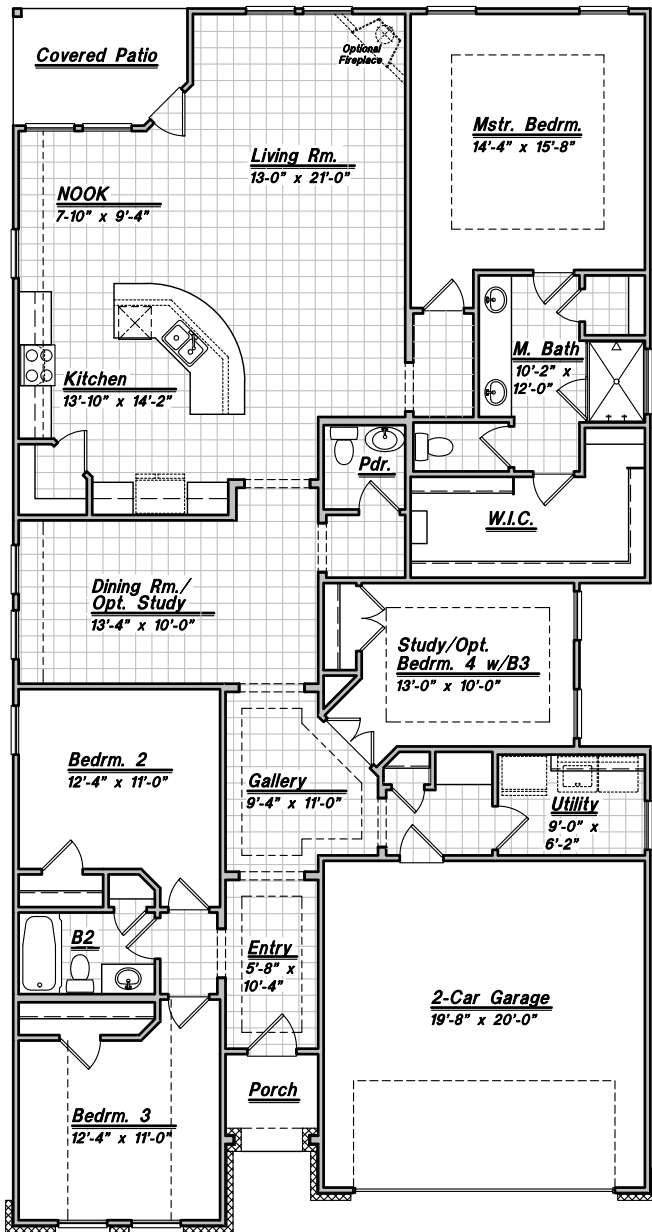 Covered Patio
Optional
Fireplace
Mstr. Bedrm.
14'-4" x 15'-8"
Living Rm.
13-0" x 21'-0"
NOOK
7-10" x 9'-4"
M. Bath
10'-2" x
12'-0"
Kitchen
13'-10" x 14'-2"
Pdr.
W.I.C.
Dining Rm./
Opt. Study
13'-4" x 10'-0"
Study/Opt.
Bedrm. 4 w/B3
13'-0" x 10'-0"
Bedrm. 2
12'-4" x 11'-0"
Gallery
9'-4" x 11'-0"
Utility
9'-0" x
6'-2"
B2
Entry
5'-8" x
10'-4"
2-Car Garage
19'-8" x 20'-0"
Porch
Bedrm. 3
12'-4" x 11'-0"